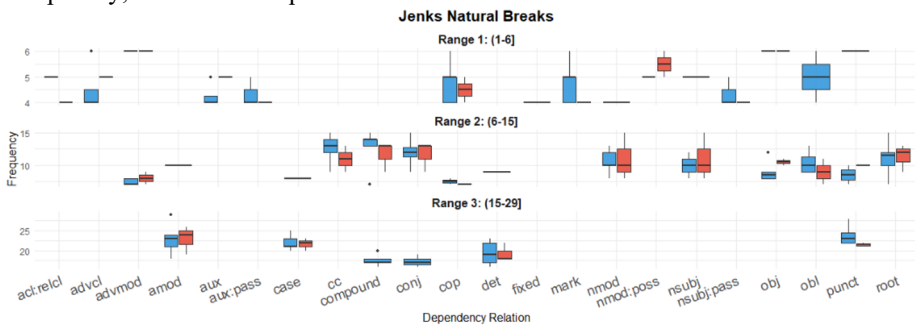 Jenks Natural Breaks
Range 1: (1-6]
6
5
4
Range 2: (6-15]
15
10
Range 3: (15-29]
25
20
Frequency
acl:relcl
advcl
advmod
amod
aux
aux:pass
case
cc
compound
conj
cop
det
fixed
mark
nmod
nmod:poss
nsubj
nsubj:pass
obj
obl
punct
root
Dependency Relation